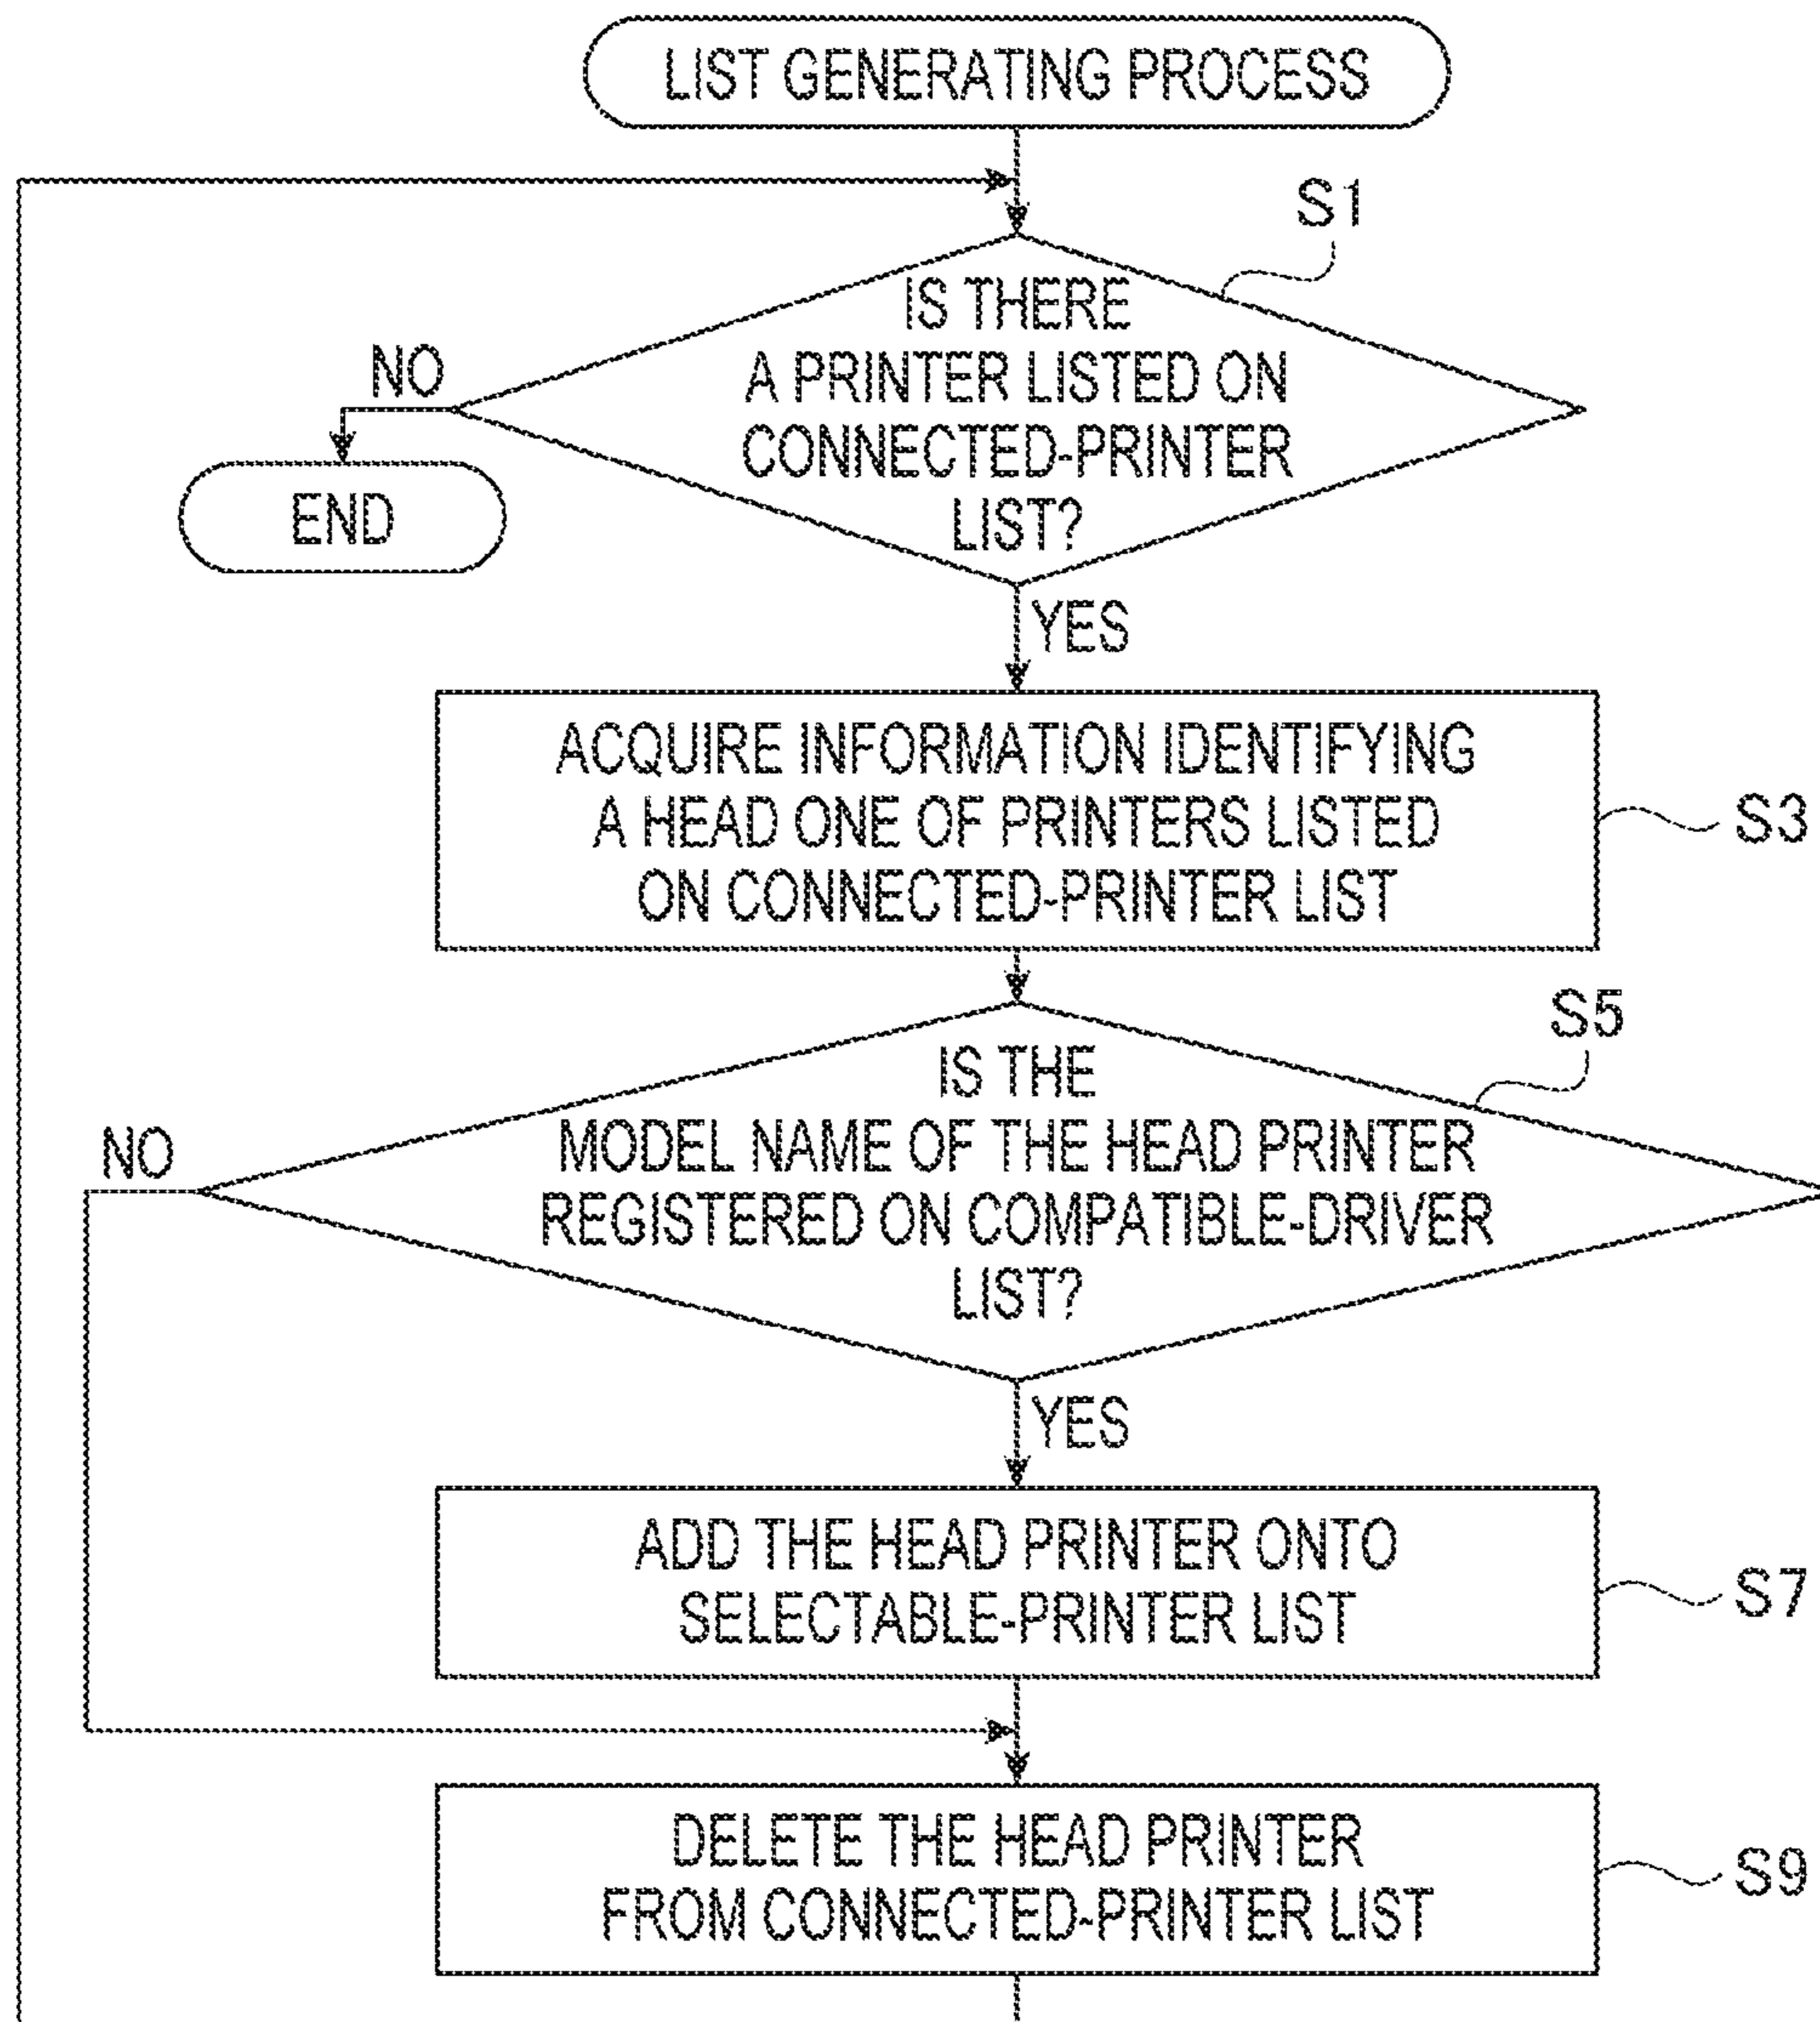 LIST GENERATING PROCESS
S1
IS THERE
A PRINTER LISTED ON
CONNECTED-PRINTER
LIST?
NO
END
YES
ACQUIRE INFORMATION IDENTIFYING
A HEAD ONE OF PRINTERS LISTED
ON CONNECTED-PRINTER LIST
S3
S5
IS THE
MODEL NAME OF THE HEAD PRINTER
REGISTERED ON COMPATIBLE-DRIVER
LIST?
NO
YES
ADD THE HEAD PRINTER ONTO
SELECTABLE-PRINTER LIST
S7
DELETE THE HEAD PRINTER
FROM CONNECTED-PRINTER LIST
S9